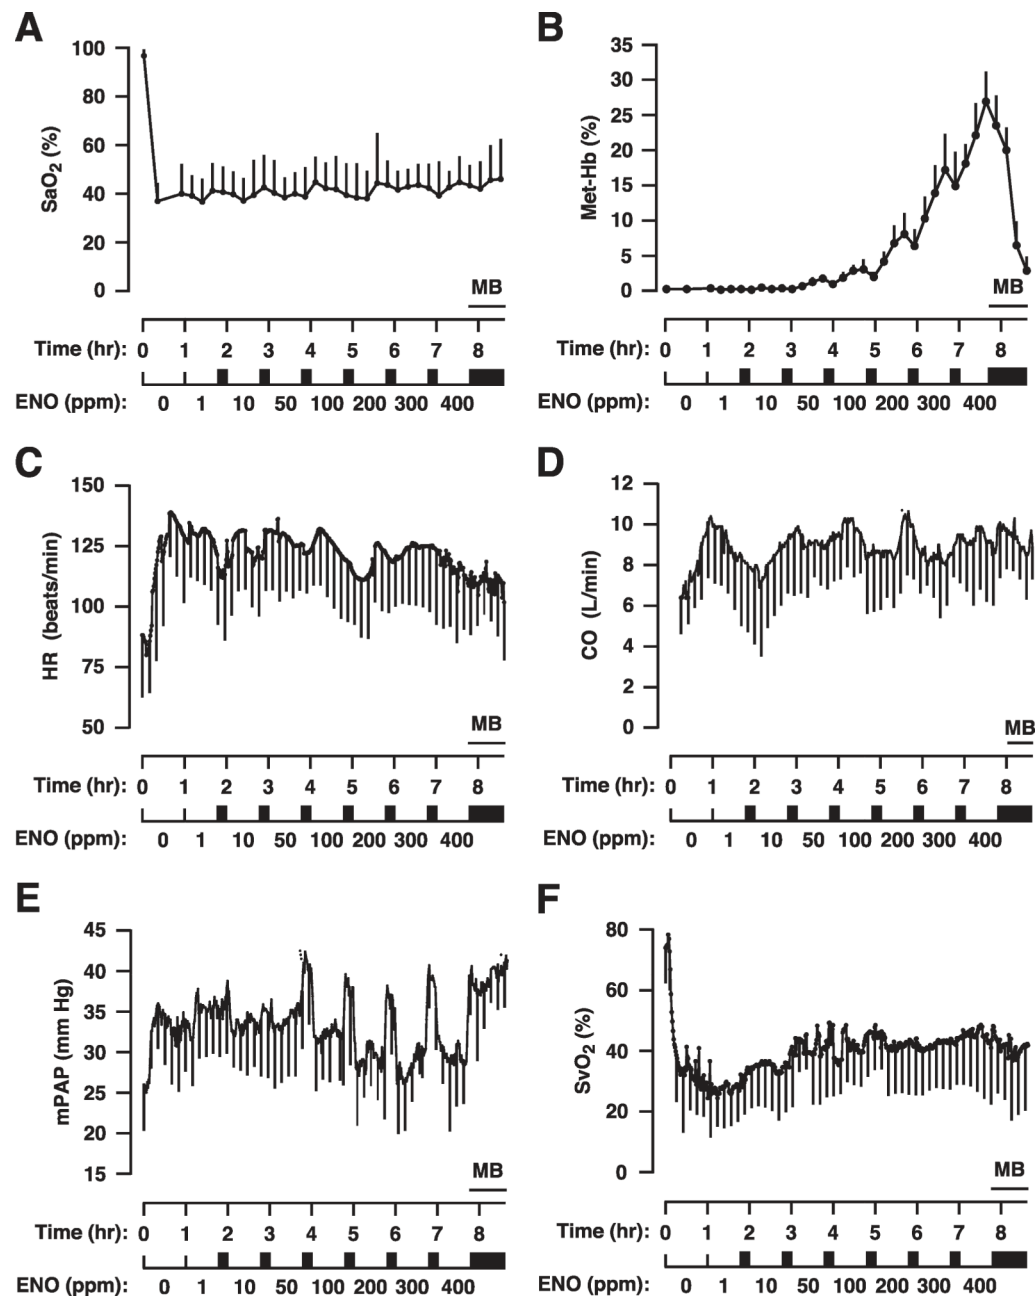 A
SaO2 (%)
100
80
60
40
20
0
MB
Time (hr): 0 1 2 3 4 5 6 7 8
ENO (ppm): 0 1 10 50 100 200 300 400
B
Met-Hb (%)
35
30
25
20
15
10
5
0
MB
Time (hr): 0 1 2 3 4 5 6 7 8
ENO (ppm): 0 1 10 50 100 200 300 400
C
HR (beats/min)
150
125
100
75
50
MB
Time (hr): 0 1 2 3 4 5 6 7 8
ENO (ppm): 0 1 10 50 100 200 300 400
D
CO (L/min)
12
10
8
6
4
2
0
MB
Time (hr): 0 1 2 3 4 5 6 7 8
ENO (ppm): 0 1 10 50 100 200 300 400
E
mPAP (mm Hg)
45
40
35
30
25
20
15
MB
Time (hr): 0 1 2 3 4 5 6 7 8
ENO (ppm): 0 1 10 50 100 200 300 400
F
SvO2 (%)
80
60
40
20
0
MB
Time (hr): 0 1 2 3 4 5 6 7 8
ENO (ppm): 0 1 10 50 100 200 300 400